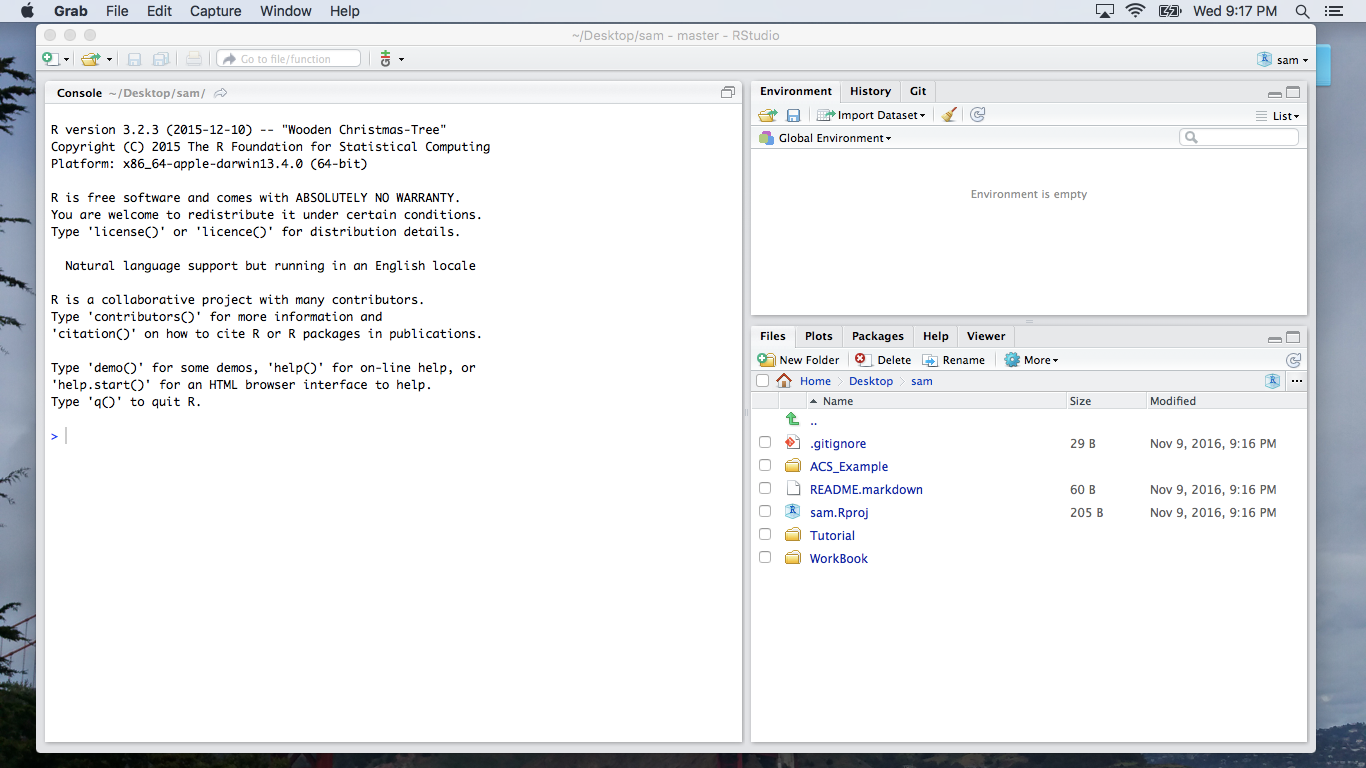 Grab File Edit Capture Window Help Wed 9:17 PM
~/Desktop/sam - master - RStudio
Go to file/function
sam
Console ~/Desktop/sam/
R version 3.2.3 (2015-12-10) -- "Wooden Christmas-Tree"
Copyright (C) 2015 The R Foundation for Statistical Computing
Platform: x86_64-apple-darwin13.4.0 (64-bit)
R is free software and comes with ABSOLUTELY NO WARRANTY.
You are welcome to redistribute it under certain conditions.
Type 'license()' or 'licence()' for distribution details.
Natural language support but running in an English locale
R is a collaborative project with many contributors.
Type 'contributors()' for more information and
'citation()' on how to cite R or R packages in publications.
Type 'demo()' for some demos, 'help()' for on-line help, or
'help.start()' for an HTML browser interface to help.
Type 'q()' to quit R.
>
Environment History Git
Import Dataset List
Global Environment
Environment is empty
Files Plots Packages Help Viewer
New Folder Delete Rename More
Home Desktop sam ...
Name Size Modified
..
.gitignore 29 B Nov 9, 2016, 9:16 PM
ACS_Example
README.markdown 60 B Nov 9, 2016, 9:16 PM
sam.Rproj 205 B Nov 9, 2016, 9:16 PM
Tutorial
WorkBook